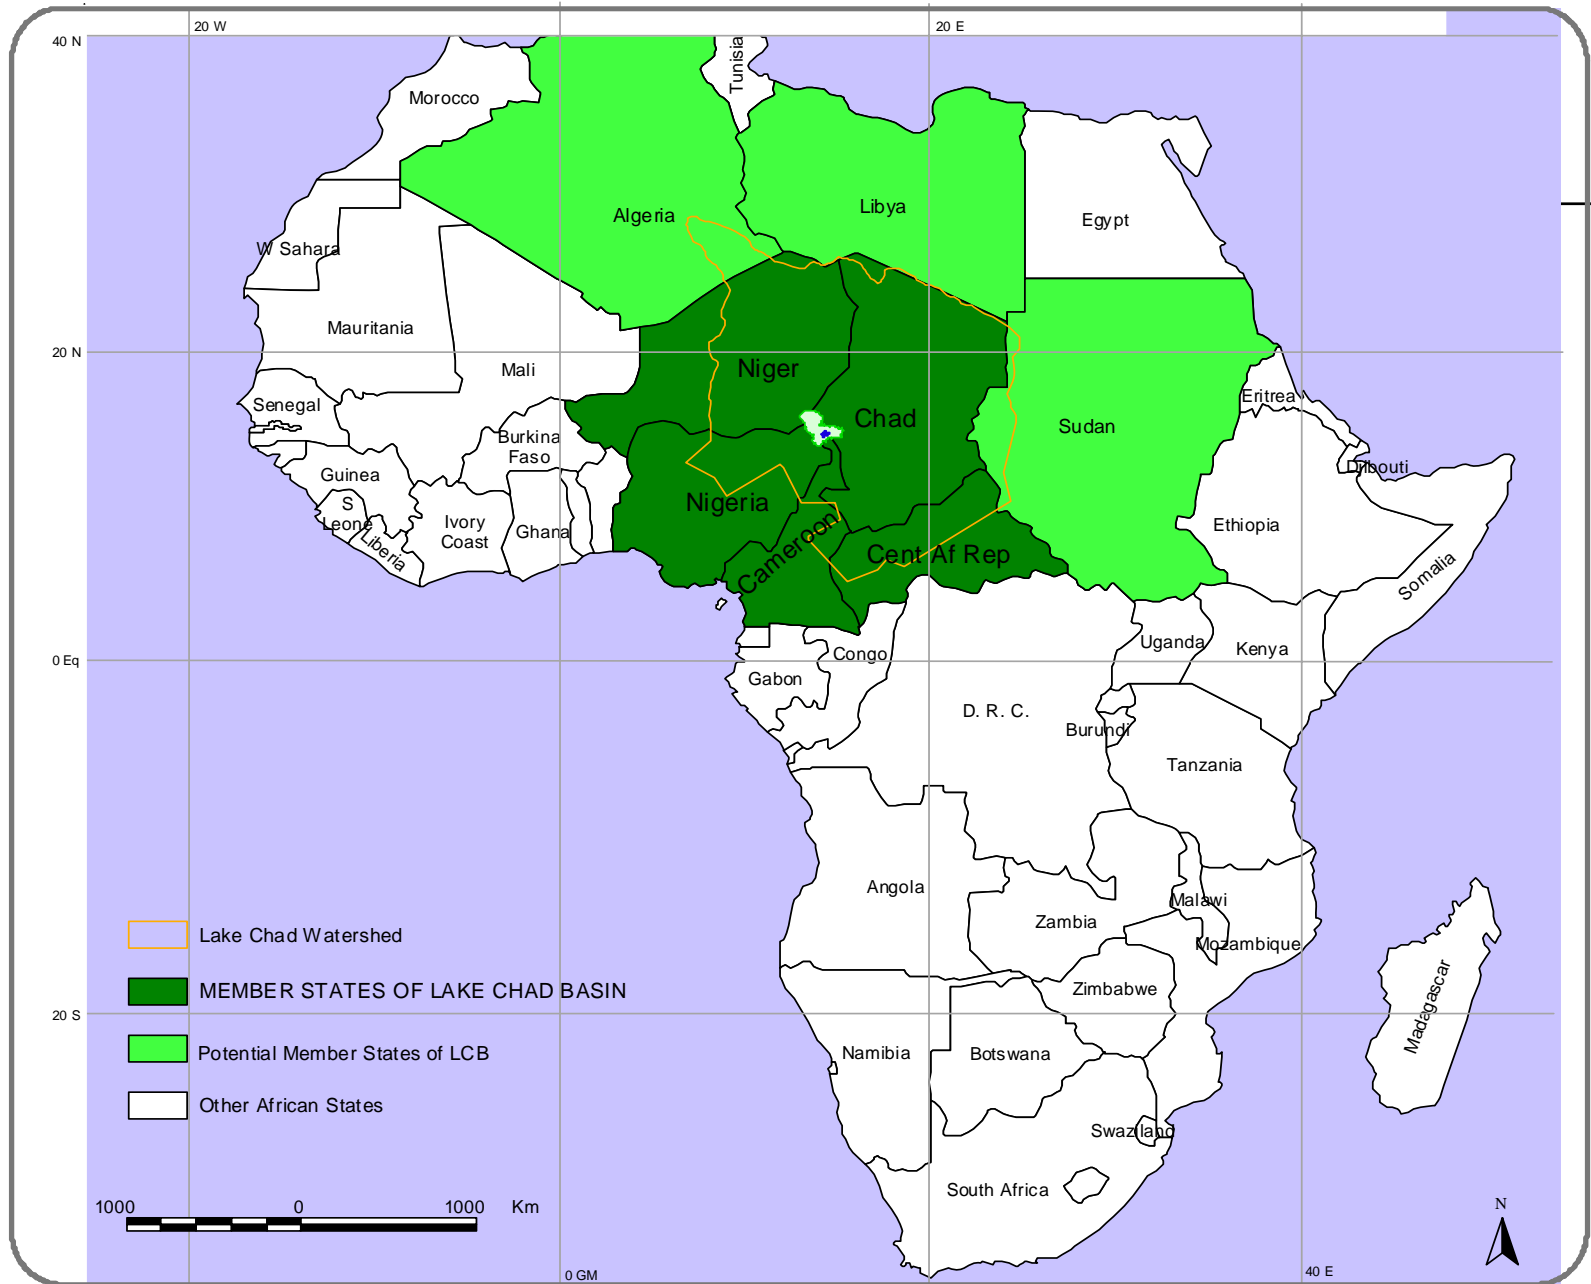 20 W
20 E
40 N
Tunisia
Morocco
Algeria
Libya
Egypt
W Sahara
Mauritania
20 N
Mali
Niger
Chad
Senegal
Eritrea
Sudan
Burkina
Faso
Djibouti
Guinea
Nigeria
S
Leone
Ivory
Coast
Ghana
Ethiopia
Liberia
Cameroon
Cent Af Rep
Somalia
Uganda
Kenya
0 Eq
Congo
Gabon
D. R. C.
Burundi
Tanzania
Angola
Malawi
Zambia
Mozambique
Lake Chad Watershed
MEMBER STATES OF LAKE CHAD BASIN
Zimbabwe
Madagascar
20 S
Potential Member States of LCB
Namibia
Botswana
Other African States
Swaziland
South Africa
1000 0 1000 Km
N
0 GM
40 E